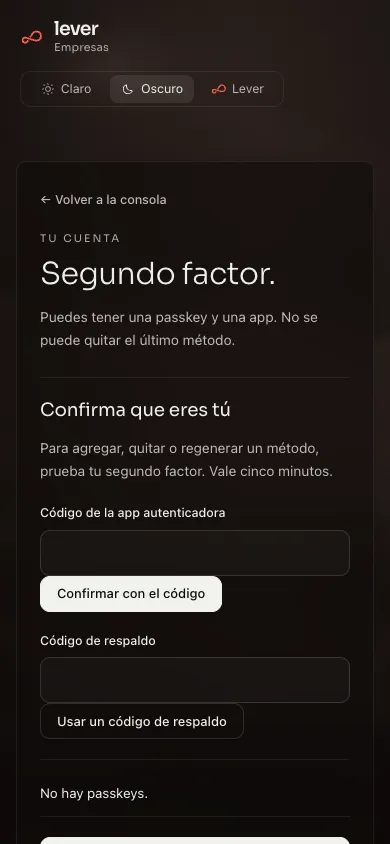 lever
Empresas
Claro
Oscuro
Lever
← Volver a la consola
TU CUENTA
Segundo factor.
Puedes tener una passkey y una app. No se
puede quitar el último método.
Confirma que eres tú
Para agregar, quitar o regenerar un método,
prueba tu segundo factor. Vale cinco minutos.
Código de la app autenticadora
Confirmar con el código
Código de respaldo
Usar un código de respaldo
No hay passkeys.